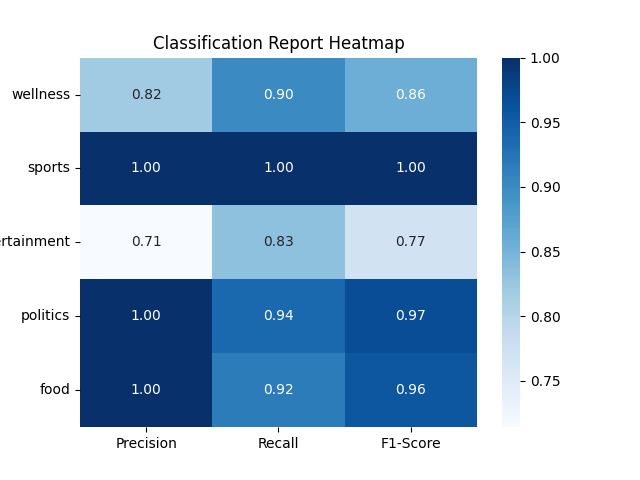 Classification Report Heatmap
wellness 0.82 0.90 0.86
sports 1.00 1.00 1.00
ertainment 0.71 0.83 0.77
politics 1.00 0.94 0.97
food 1.00 0.92 0.96
Precision Recall F1-Score
1.00
0.95
0.90
0.85
0.80
0.75